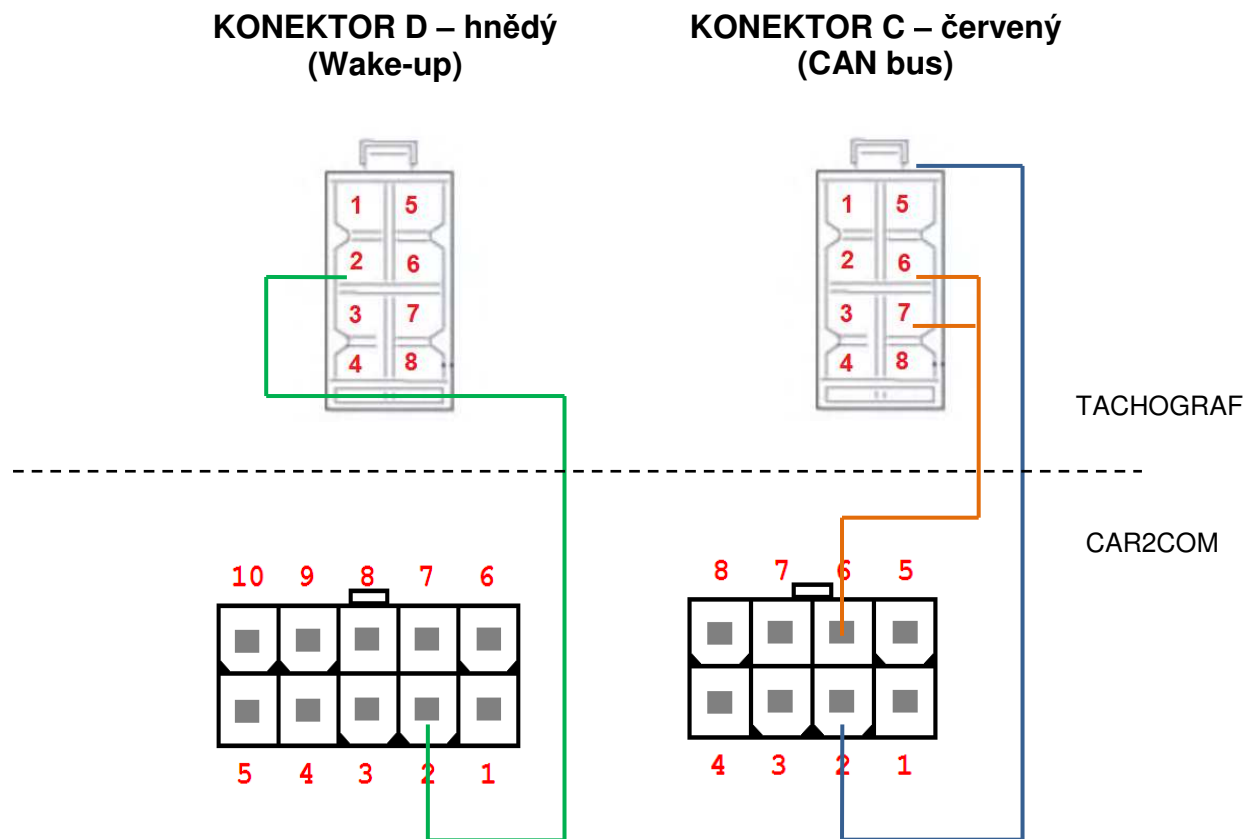 KONEKTOR D – hnědý
(Wake-up)
KONEKTOR C – červený
(CAN bus)
1 5
2 6
3 7
4 8
1 5
2 6
3 7
4 8
TACHOGRAF
CAR2COM
10 9 8 7 6
5 4 3 2 1
8 7 6 5
4 3 2 1